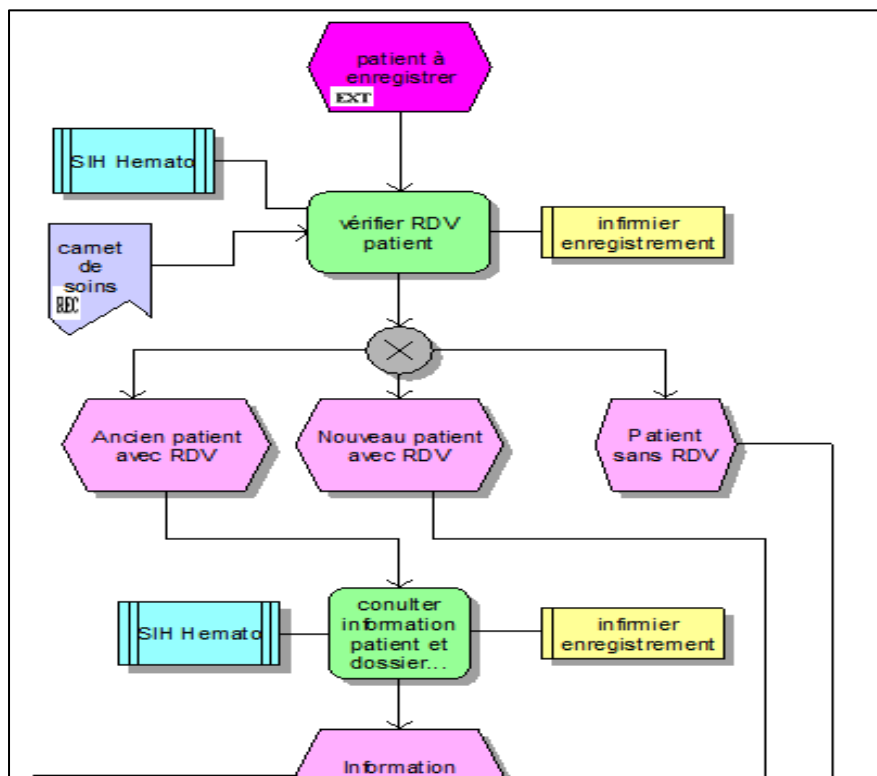 patient à
enregistrer
EXT
SIH Hemato
vérifier RDV
patient
infirmier
enregistrement
carnet
de
soins
REC
Ancien patient
avec RDV
Nouveau patient
avec RDV
Patient
sans RDV
SIH Hemato
conulter
information
patient et
dossier...
infirmier
enregistrement
Information